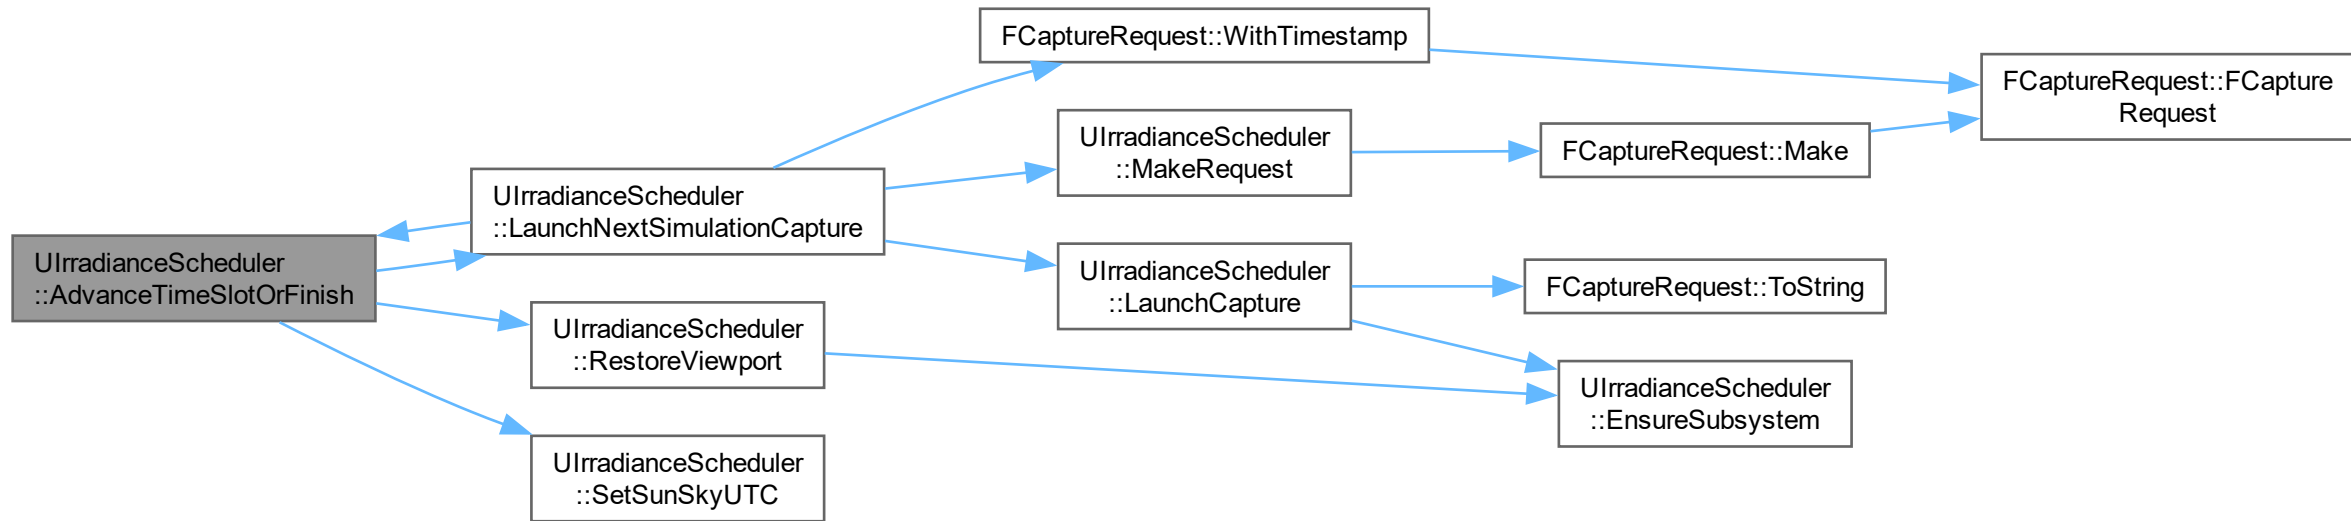 FCaptureRequest::WithTimestamp
FCaptureRequest::FCapture
Request
UIrradianceScheduler
::MakeRequest
FCaptureRequest::Make
UIrradianceScheduler
::LaunchNextSimulationCapture
UIrradianceScheduler
::AdvanceTimeSlotOrFinish
UIrradianceScheduler
::LaunchCapture
FCaptureRequest::ToString
UIrradianceScheduler
::RestoreViewport
UIrradianceScheduler
::EnsureSubsystem
UIrradianceScheduler
::SetSunSkyUTC